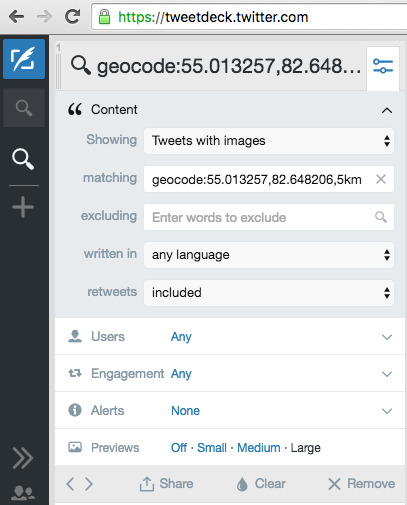 https://tweetdeck.twitter.com
1
geocode:55.013257,82.648...
Content
Showing Tweets with images
matching geocode:55.013257,82.648206,5km
excluding Enter words to exclude
written in any language
retweets included
Users Any
Engagement Any
Alerts None
Previews Off · Small · Medium · Large
Share Clear Remove